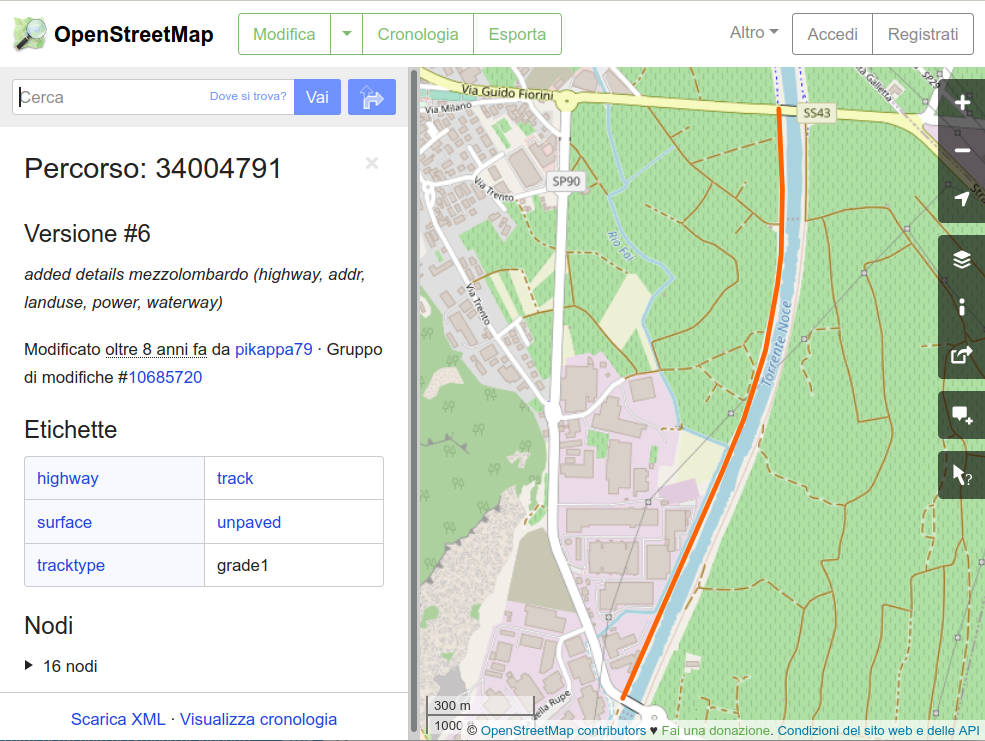 OpenStreetMap
Modifica
Cronologia
Esporta
Altro
Accedi
Registrati
Cerca
Dove si trova?
Vai
Percorso: 34004791
×
Versione #6
added details mezzolombardo (highway, addr,
landuse, power, waterway)
Modificato oltre 8 anni fa da pikappa79 · Gruppo
di modifiche #10685720
Etichette
highway track
surface unpaved
tracktype grade1
Nodi
16 nodi
Scarica XML · Visualizza cronologia
Via Guido Fiorini
Via Milano
SS43
SP29
Via Galletta
SP90
Via Trento
Rio Fai
Via Trento
Torrente Noce
della Rupe
300 m
1000 ft
© OpenStreetMap contributors ♥ Fai una donazione. Condizioni del sito web e delle API